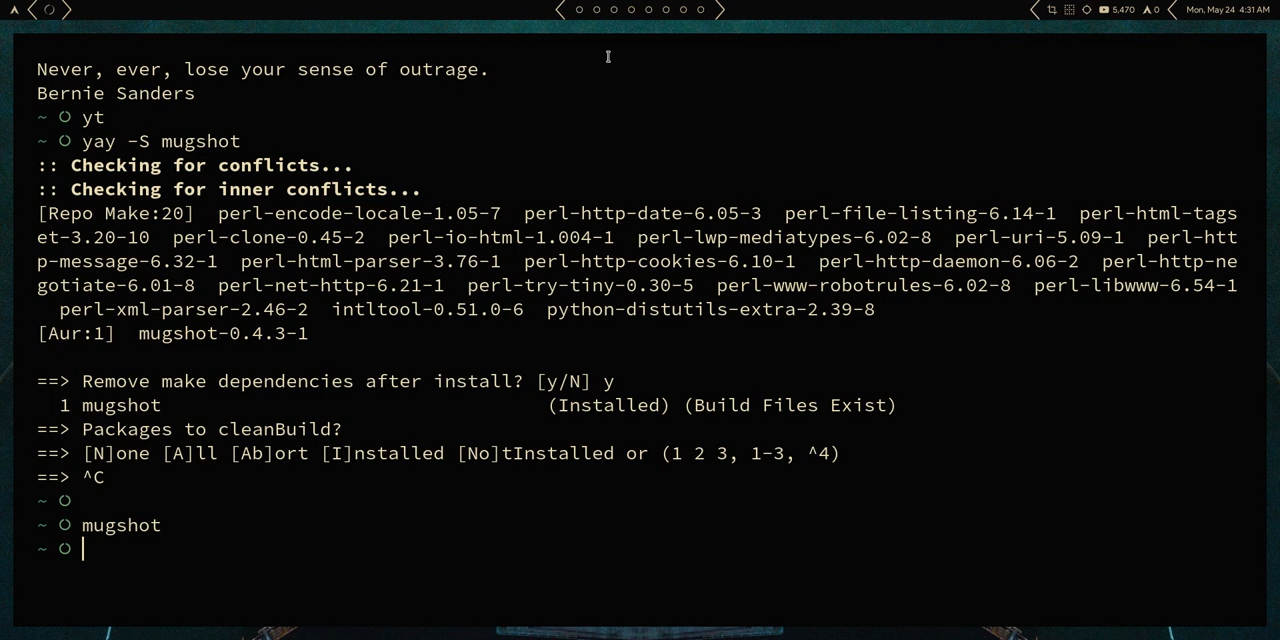 5,470
0
Mon, May 24 4:31 AM
Never, ever, lose your sense of outrage.
Bernie Sanders
~ yt
~ yay -S mugshot
:: Checking for conflicts...
:: Checking for inner conflicts...
[Repo Make:20]  perl-encode-locale-1.05-7  perl-http-date-6.05-3  perl-file-listing-6.14-1  perl-html-tags
et-3.20-10  perl-clone-0.45-2  perl-io-html-1.004-1  perl-lwp-mediatypes-6.02-8  perl-uri-5.09-1  perl-htt
p-message-6.32-1  perl-html-parser-3.76-1  perl-http-cookies-6.10-1  perl-http-daemon-6.06-2  perl-http-ne
gotiate-6.01-8  perl-net-http-6.21-1  perl-try-tiny-0.30-5  perl-www-robotrules-6.02-8  perl-libwww-6.54-1
  perl-xml-parser-2.46-2  intltool-0.51.0-6  python-distutils-extra-2.39-8
[Aur:1]  mugshot-0.4.3-1
==> Remove make dependencies after install? [y/N] y
  1 mugshot                                  (Installed) (Build Files Exist)
==> Packages to cleanBuild?
==> [N]one [A]ll [Ab]ort [I]nstalled [No]tInstalled or (1 2 3, 1-3, ^4)
==> ^C
~
~ mugshot
~